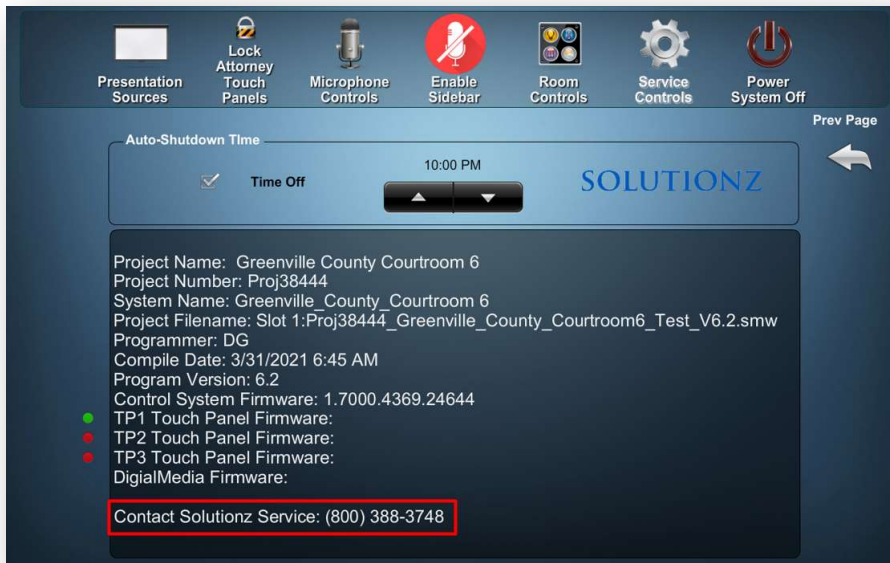 Presentation Sources
Lock Attorney Touch Panels
Microphone Controls
Enable Sidebar
Room Controls
Service Controls
Power System Off
Prev Page
Auto-Shutdown TIme
Time Off
10:00 PM
SOLUTIONZ
Project Name: Greenville County Courtroom 6
Project Number: Proj38444
System Name: Greenville_County_Courtroom 6
Project Filename: Slot 1:Proj38444_Greenville_County_Courtroom6_Test_V6.2.smw
Programmer: DG
Compile Date: 3/31/2021 6:45 AM
Program Version: 6.2
Control System Firmware: 1.7000.4369.24644
TP1 Touch Panel Firmware:
TP2 Touch Panel Firmware:
TP3 Touch Panel Firmware:
DigialMedia Firmware:
Contact Solutionz Service: (800) 388-3748